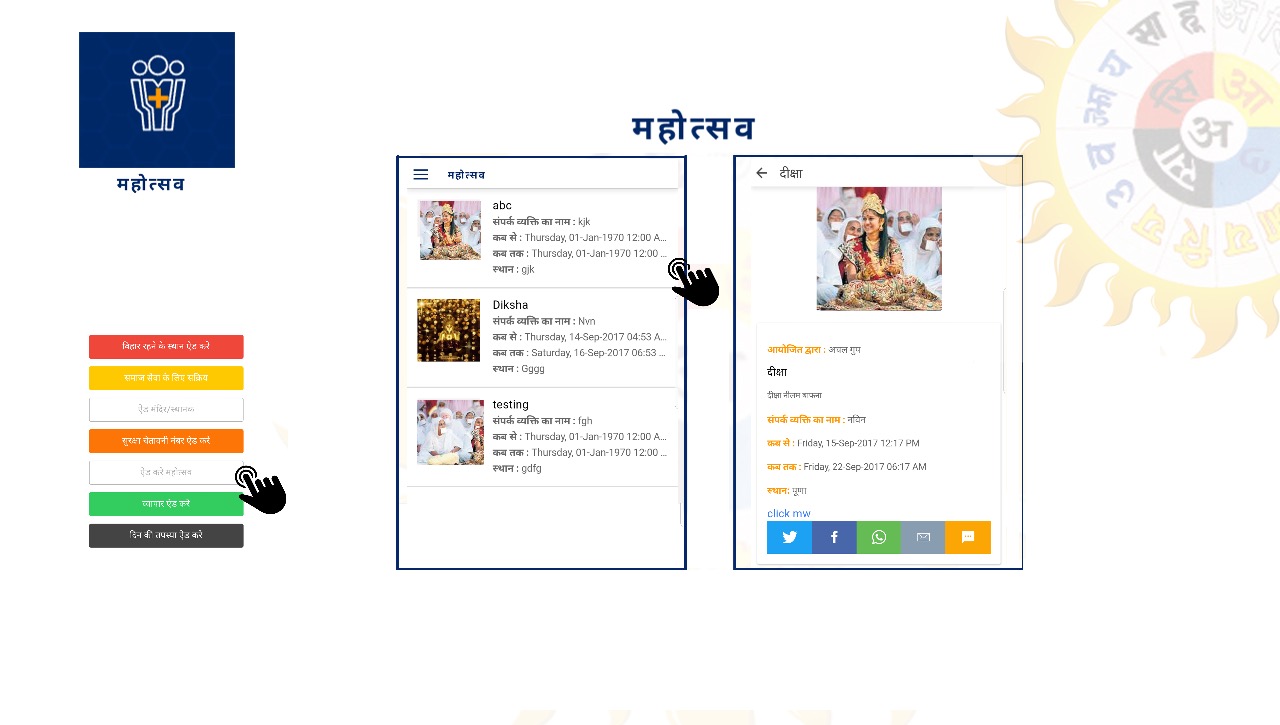 महोत्सव
विहार रहने के स्थान ऐड करे
समाज सेवा के लिए सक्रिय
ऐड मंदिर/स्थानक
सुरक्षा चेतावनी नंबर ऐड करे
ऐड करे महोत्सव
व्यापार ऐड करे
दिन की तपस्या ऐड करे
महोत्सव
महोत्सव
abc
संपर्क व्यक्ति का नाम : kjk
कब से : Thursday, 01-Jan-1970 12:00 A...
कब तक : Thursday, 01-Jan-1970 12:00 ...
स्थान : gjk
Diksha
संपर्क व्यक्ति का नाम : Nvn
कब से : Thursday, 14-Sep-2017 04:53 A...
कब तक : Saturday, 16-Sep-2017 06:53 ...
स्थान : Gggg
testing
संपर्क व्यक्ति का नाम : fgh
कब से : Thursday, 01-Jan-1970 12:00 A...
कब तक : Thursday, 01-Jan-1970 12:00 ...
स्थान : gdfg
दीक्षा
आयोजित द्वारा : अचल गुप
दीक्षा
दीक्षा नीलम बाफना
संपर्क व्यक्ति का नाम : नविन
कब से : Friday, 15-Sep-2017 12:17 PM
कब तक : Friday, 22-Sep-2017 06:17 AM
स्थान: पूणा
click mw
अ
सि
आ
सा